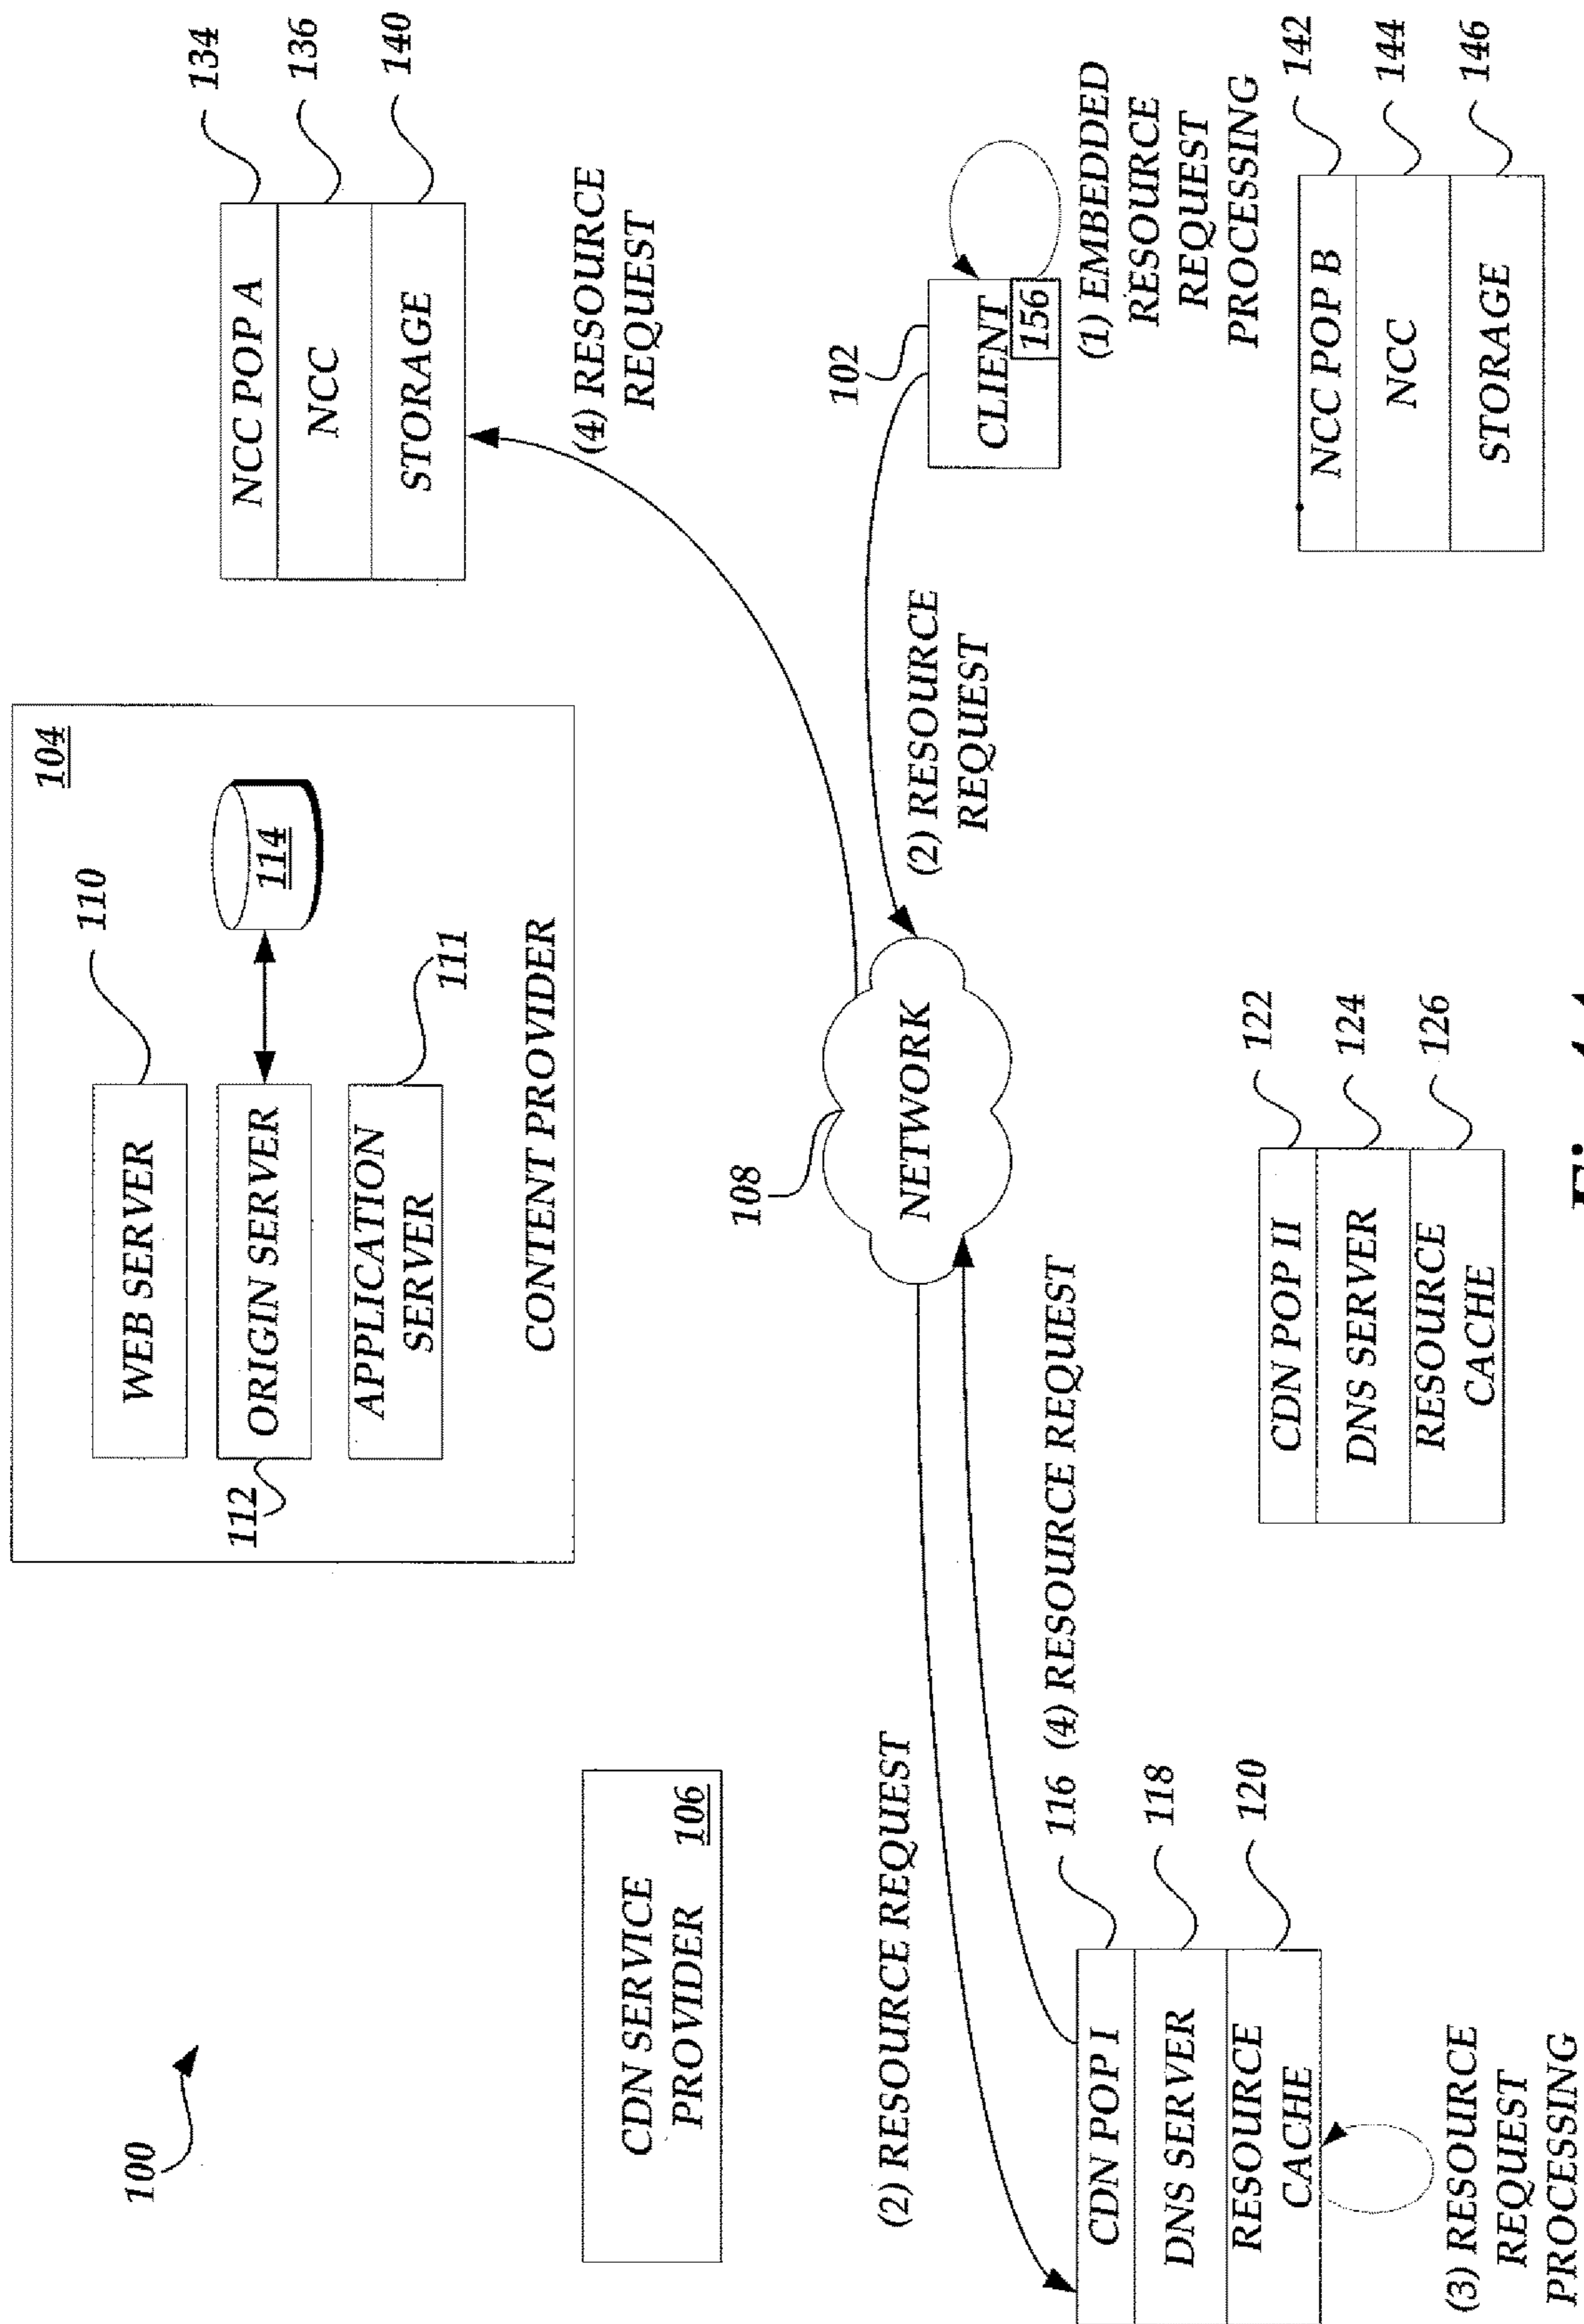 100
104
110
WEB SERVER
112
ORIGIN SERVER
114
APPLICATION
SERVER
111
CONTENT PROVIDER
134
NCC POP A
136
NCC
140
STORAGE
CDN SERVICE
PROVIDER
106
(4) RESOURCE
REQUEST
108
NETWORK
102
CLIENT
156
(2) RESOURCE
REQUEST
(1) EMBEDDED
RESOURCE
REQUEST
PROCESSING
(2) RESOURCE REQUEST
(4) RESOURCE REQUEST
116
CDN POP I
118
DNS SERVER
120
RESOURCE
CACHE
(3) RESOURCE
REQUEST
PROCESSING
122
CDN POP II
124
DNS SERVER
126
RESOURCE
CACHE
142
NCC POP B
144
NCC
146
STORAGE